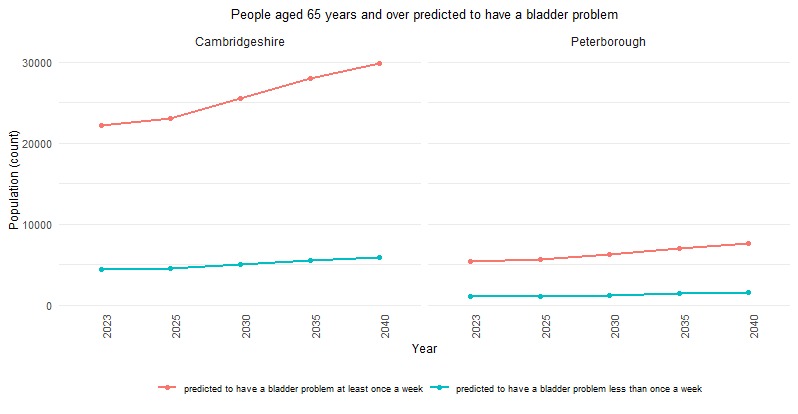 People aged 65 years and over predicted to have a bladder problem
Cambridgeshire
Peterborough
Population (count)
30000
20000
10000
0
2023
2025
2030
2035
2040
2023
2025
2030
2035
2040
Year
predicted to have a bladder problem at least once a week
predicted to have a bladder problem less than once a week